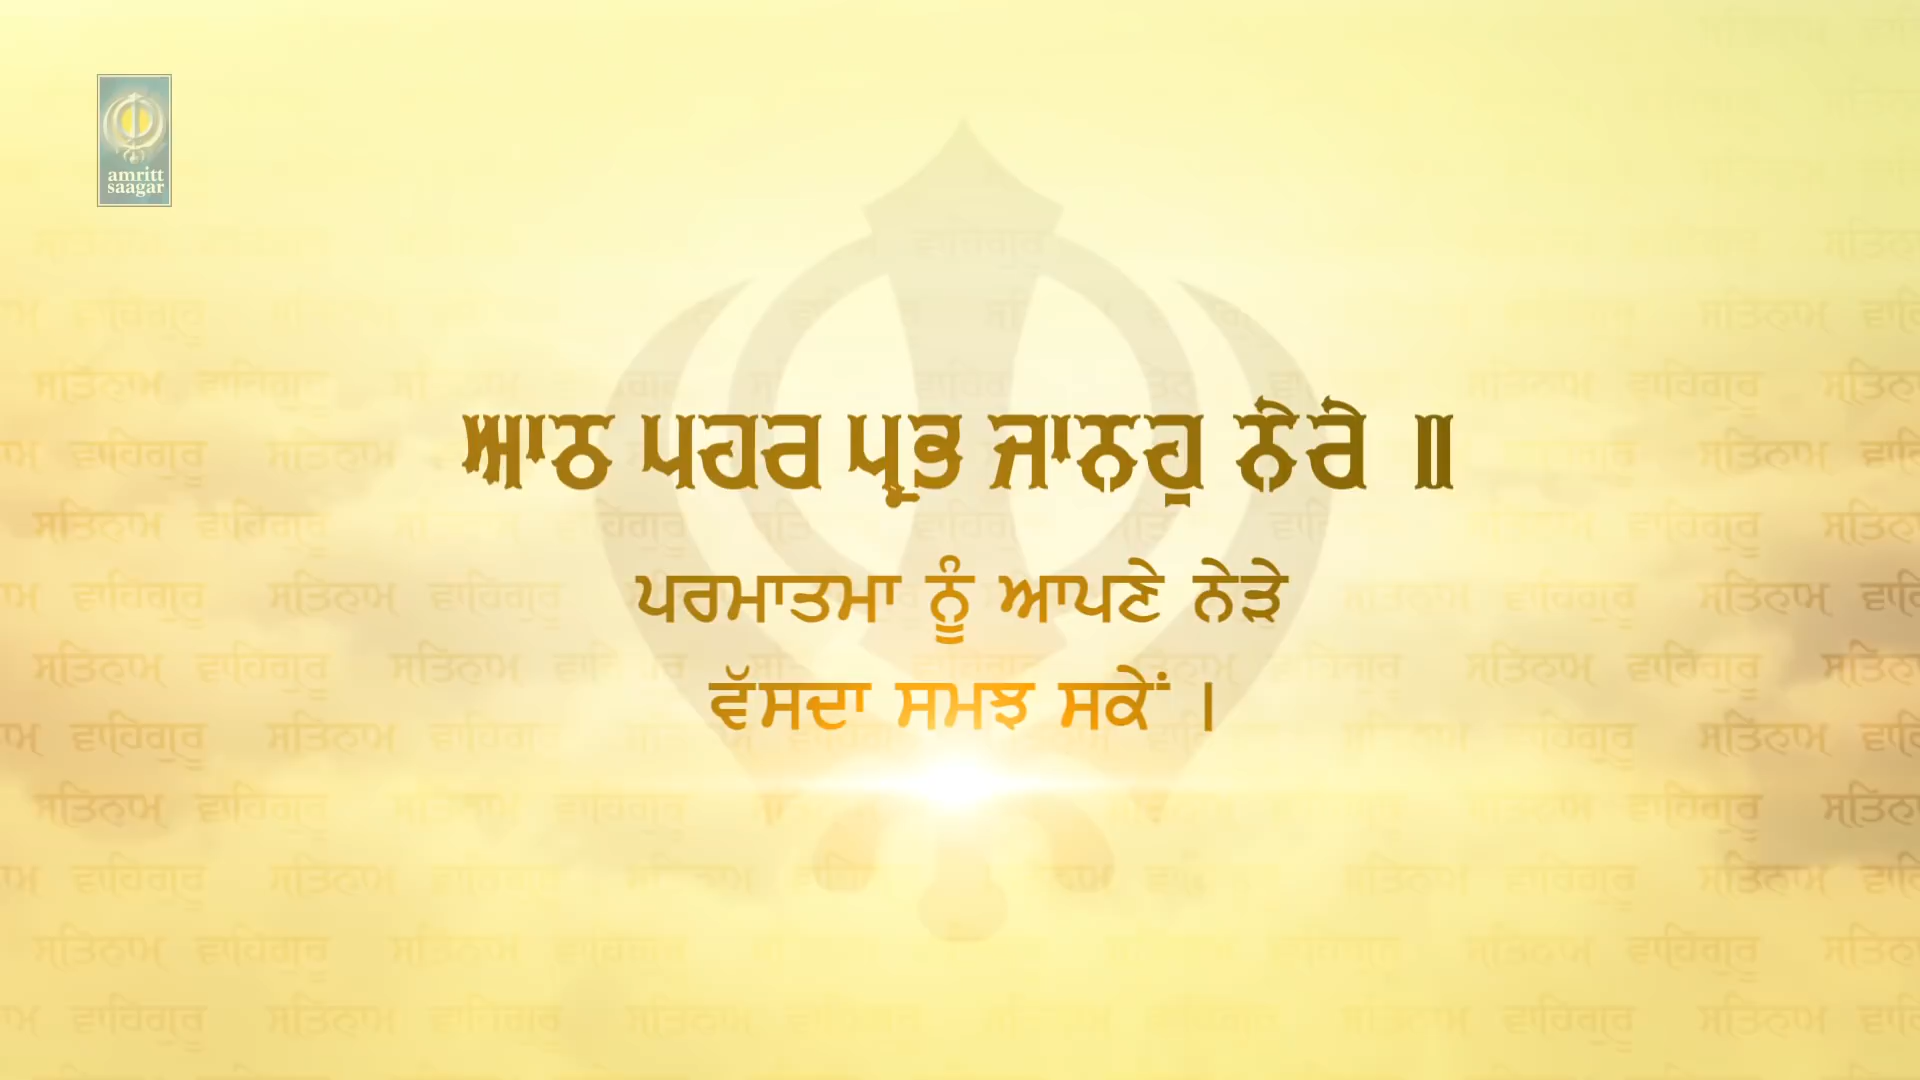 amritt
saagar
ਆਠ ਪਹਰ ਪ੍ਰਭ ਜਾਨਹੁ ਨੇਰੇ ॥
ਪਰਮਾਤਮਾ ਨੂੰ ਆਪਣੇ ਨੇੜੇ
ਵੱਸਦਾ ਸਮਝ ਸਕੇਂ ।